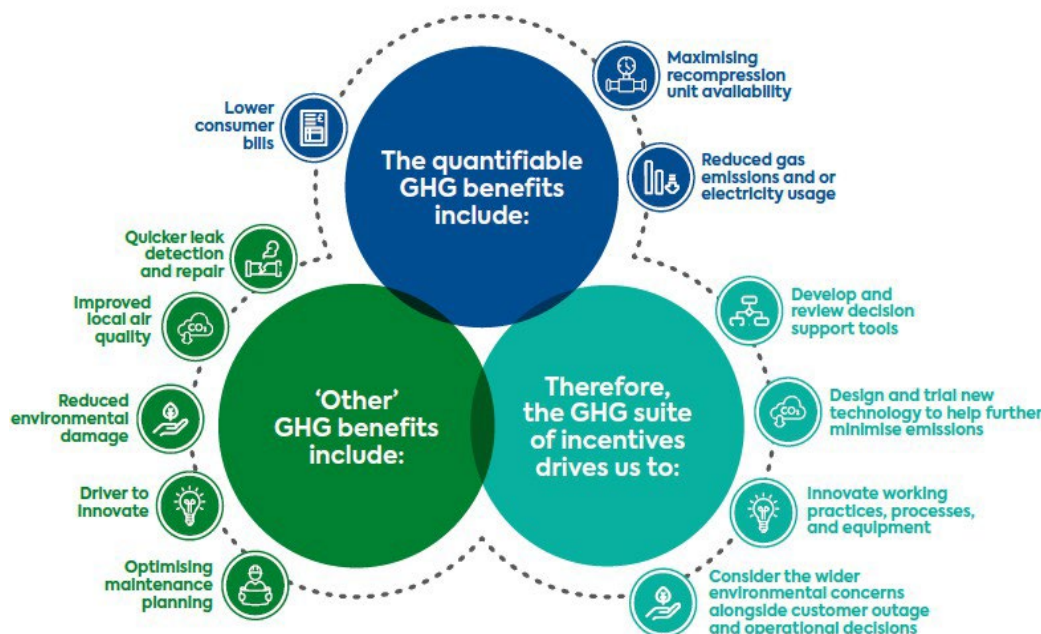 The quantifiable
GHG benefits
include:
Lower
consumer
bills
Maximising
recompression
unit availability
Reduced gas
emissions and or
electricity usage
'Other'
GHG benefits
include:
Quicker leak
detection
and repair
Improved
local air
quality
CO₂
Reduced
environmental
damage
Driver to
Innovate
Optimising
maintenance
planning
Therefore,
the GHG suite
of incentives
drives us to:
Develop and
review decision
support tools
CO₂
Design and trial new
technology to help further
minimise emissions
Innovate working
practices, processes,
and equipment
Consider the wider
environmental concerns
alongside customer outage
and operational decisions